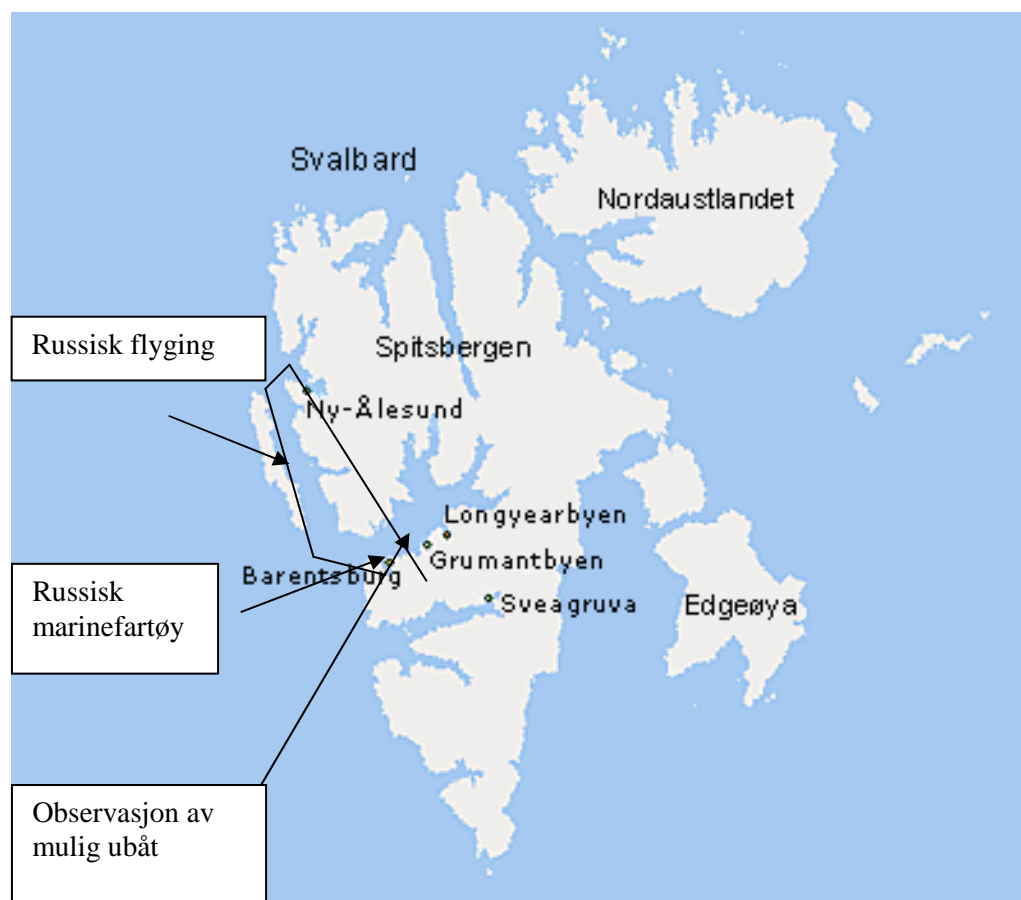 Svalbard
Nordaustlandet
Russisk flyging
Spitsbergen
Ny-Ålesund
Longyearbyen
Grumantbyen
Barentsburg
Sveagruva
Edgeøya
Russisk
marinefartøy
Observasjon av
mulig ubåt